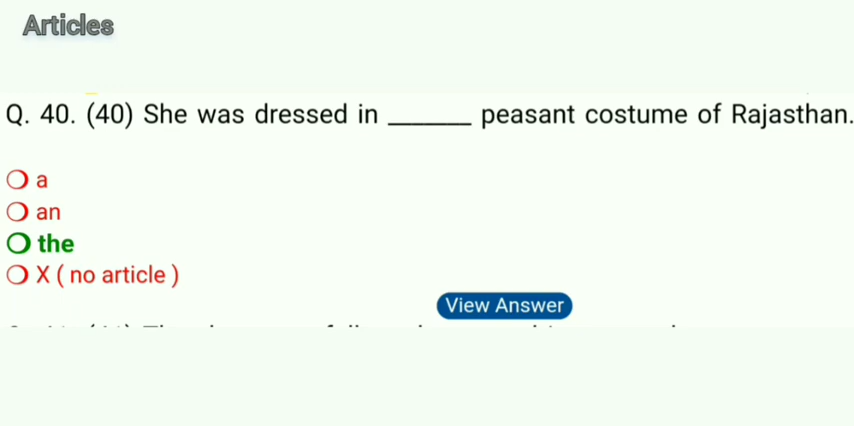 Articles
Q. 40. (40) She was dressed in ______ peasant costume of Rajasthan.
a
an
the
X ( no article )
View Answer